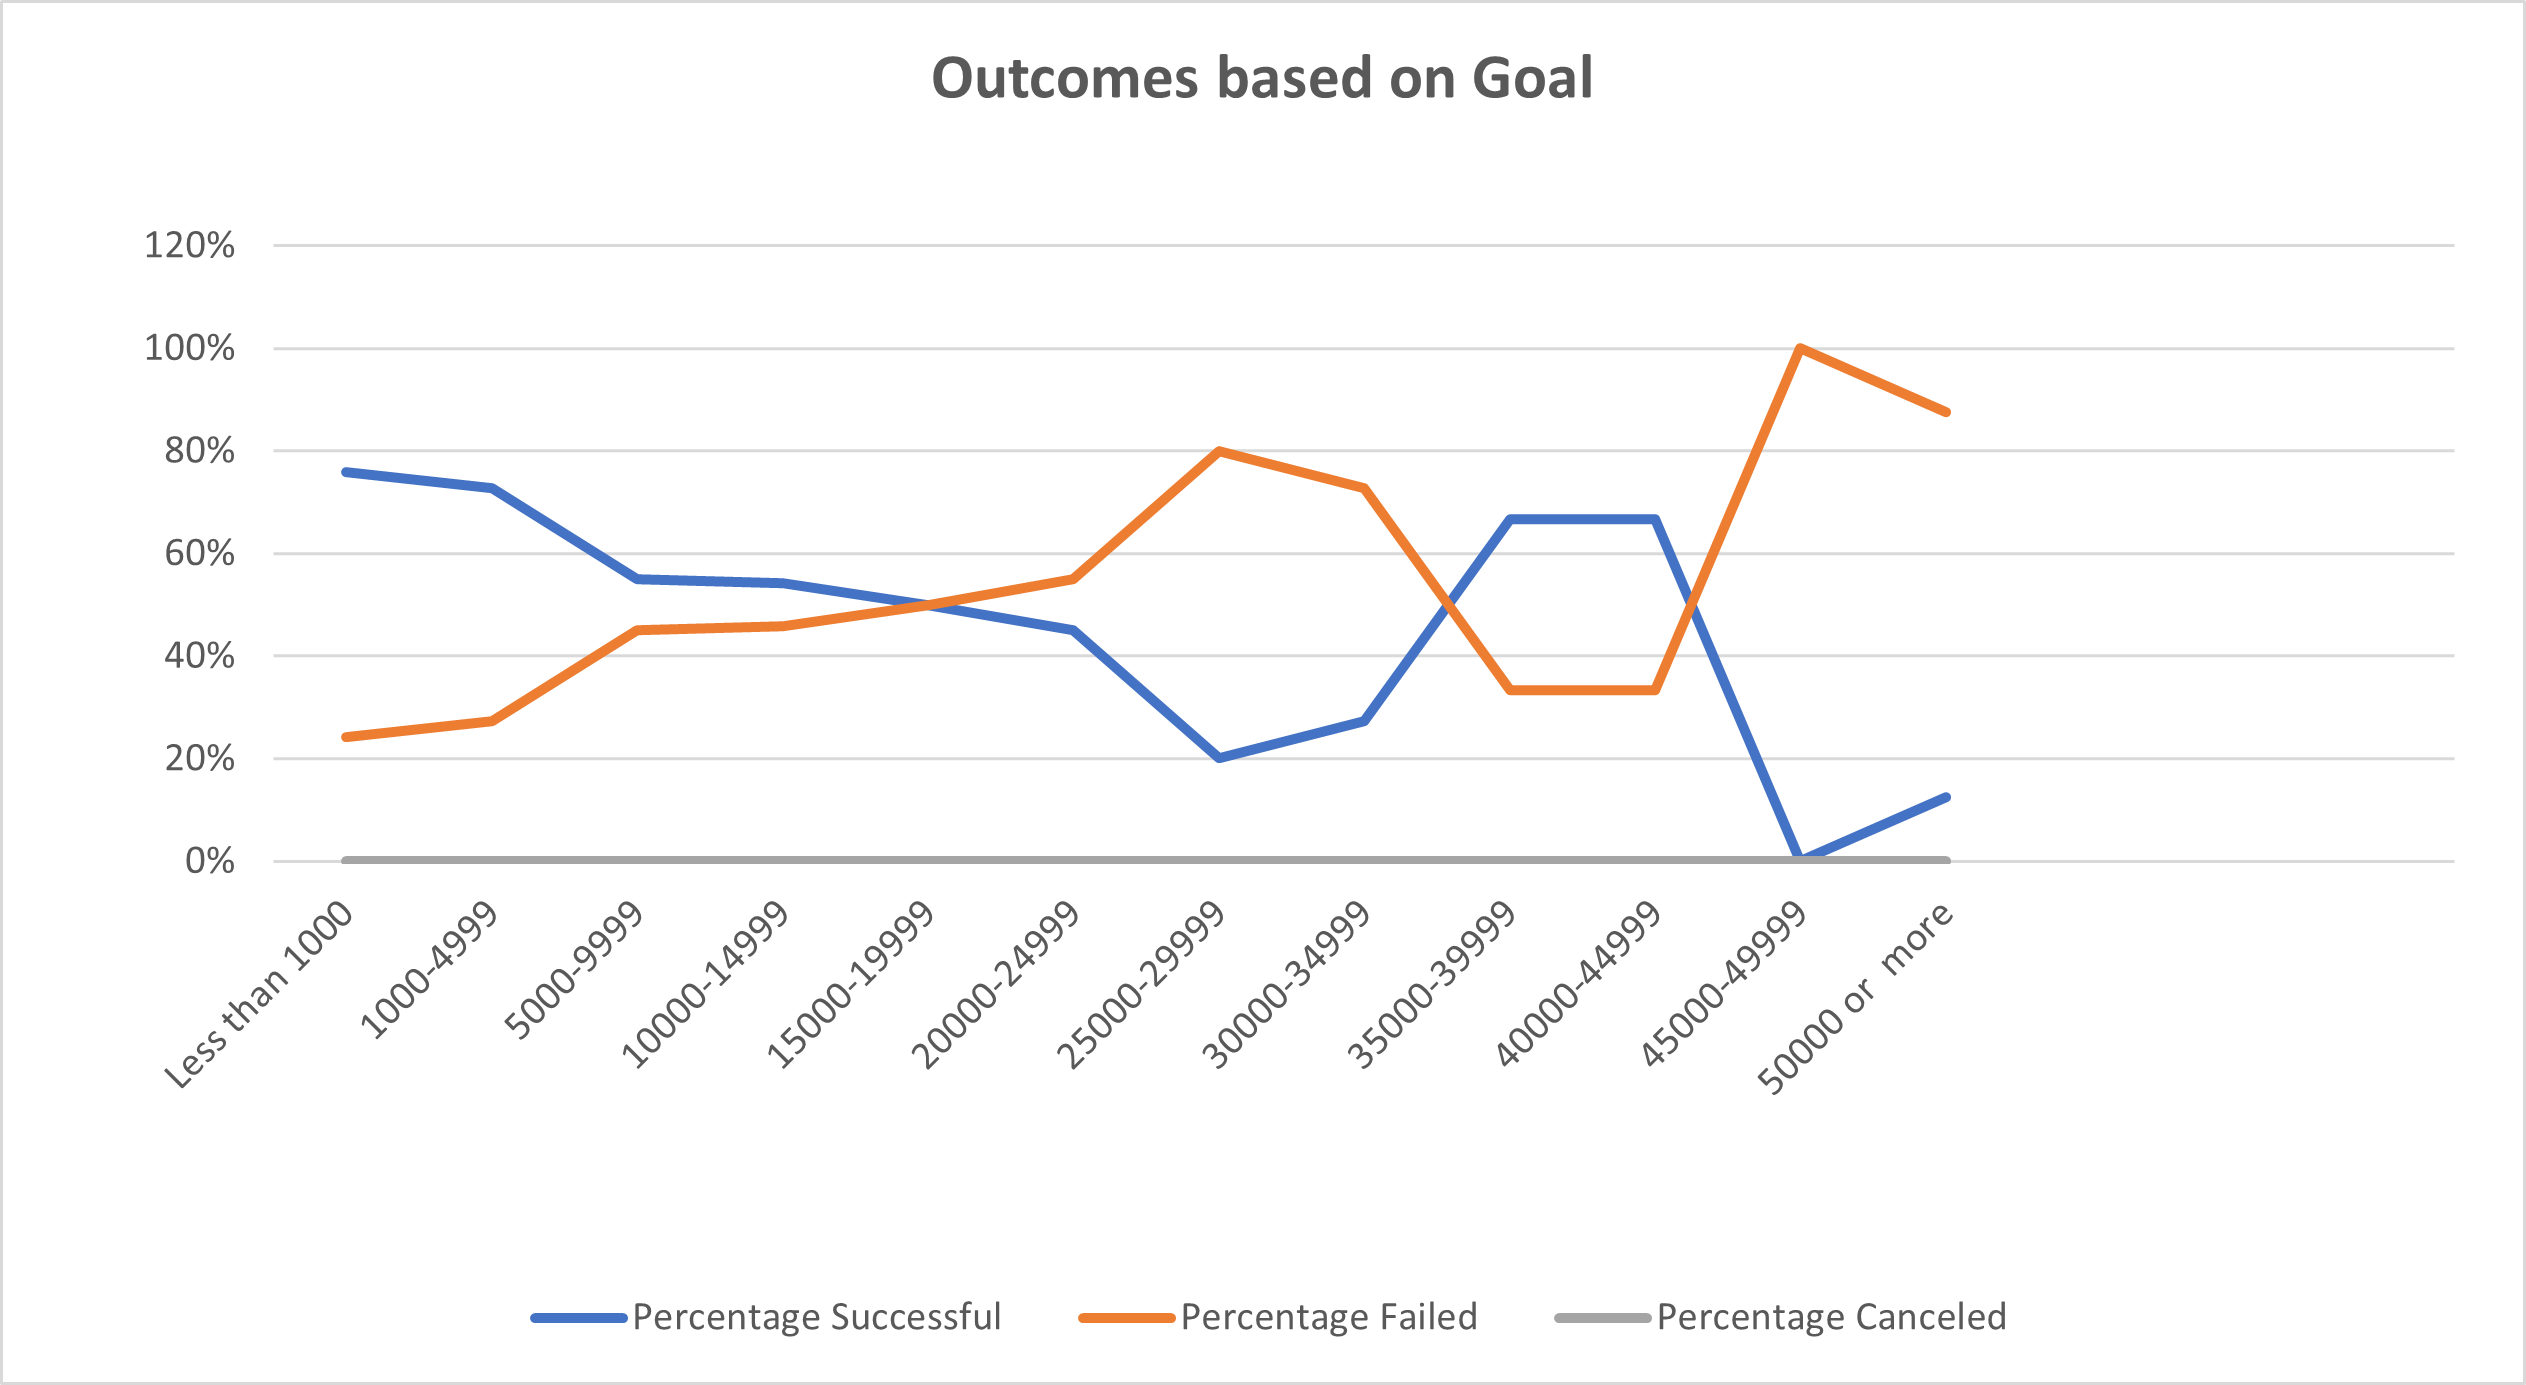 Outcomes based on Goal
120%
100%
80%
60%
40%
20%
0%
Less than 1000
1000-4999
5000-9999
10000-14999
15000-19999
20000-24999
25000-29999
30000-34999
35000-39999
40000-44999
45000-49999
50000 or  more
Percentage Successful
Percentage Failed
Percentage Canceled